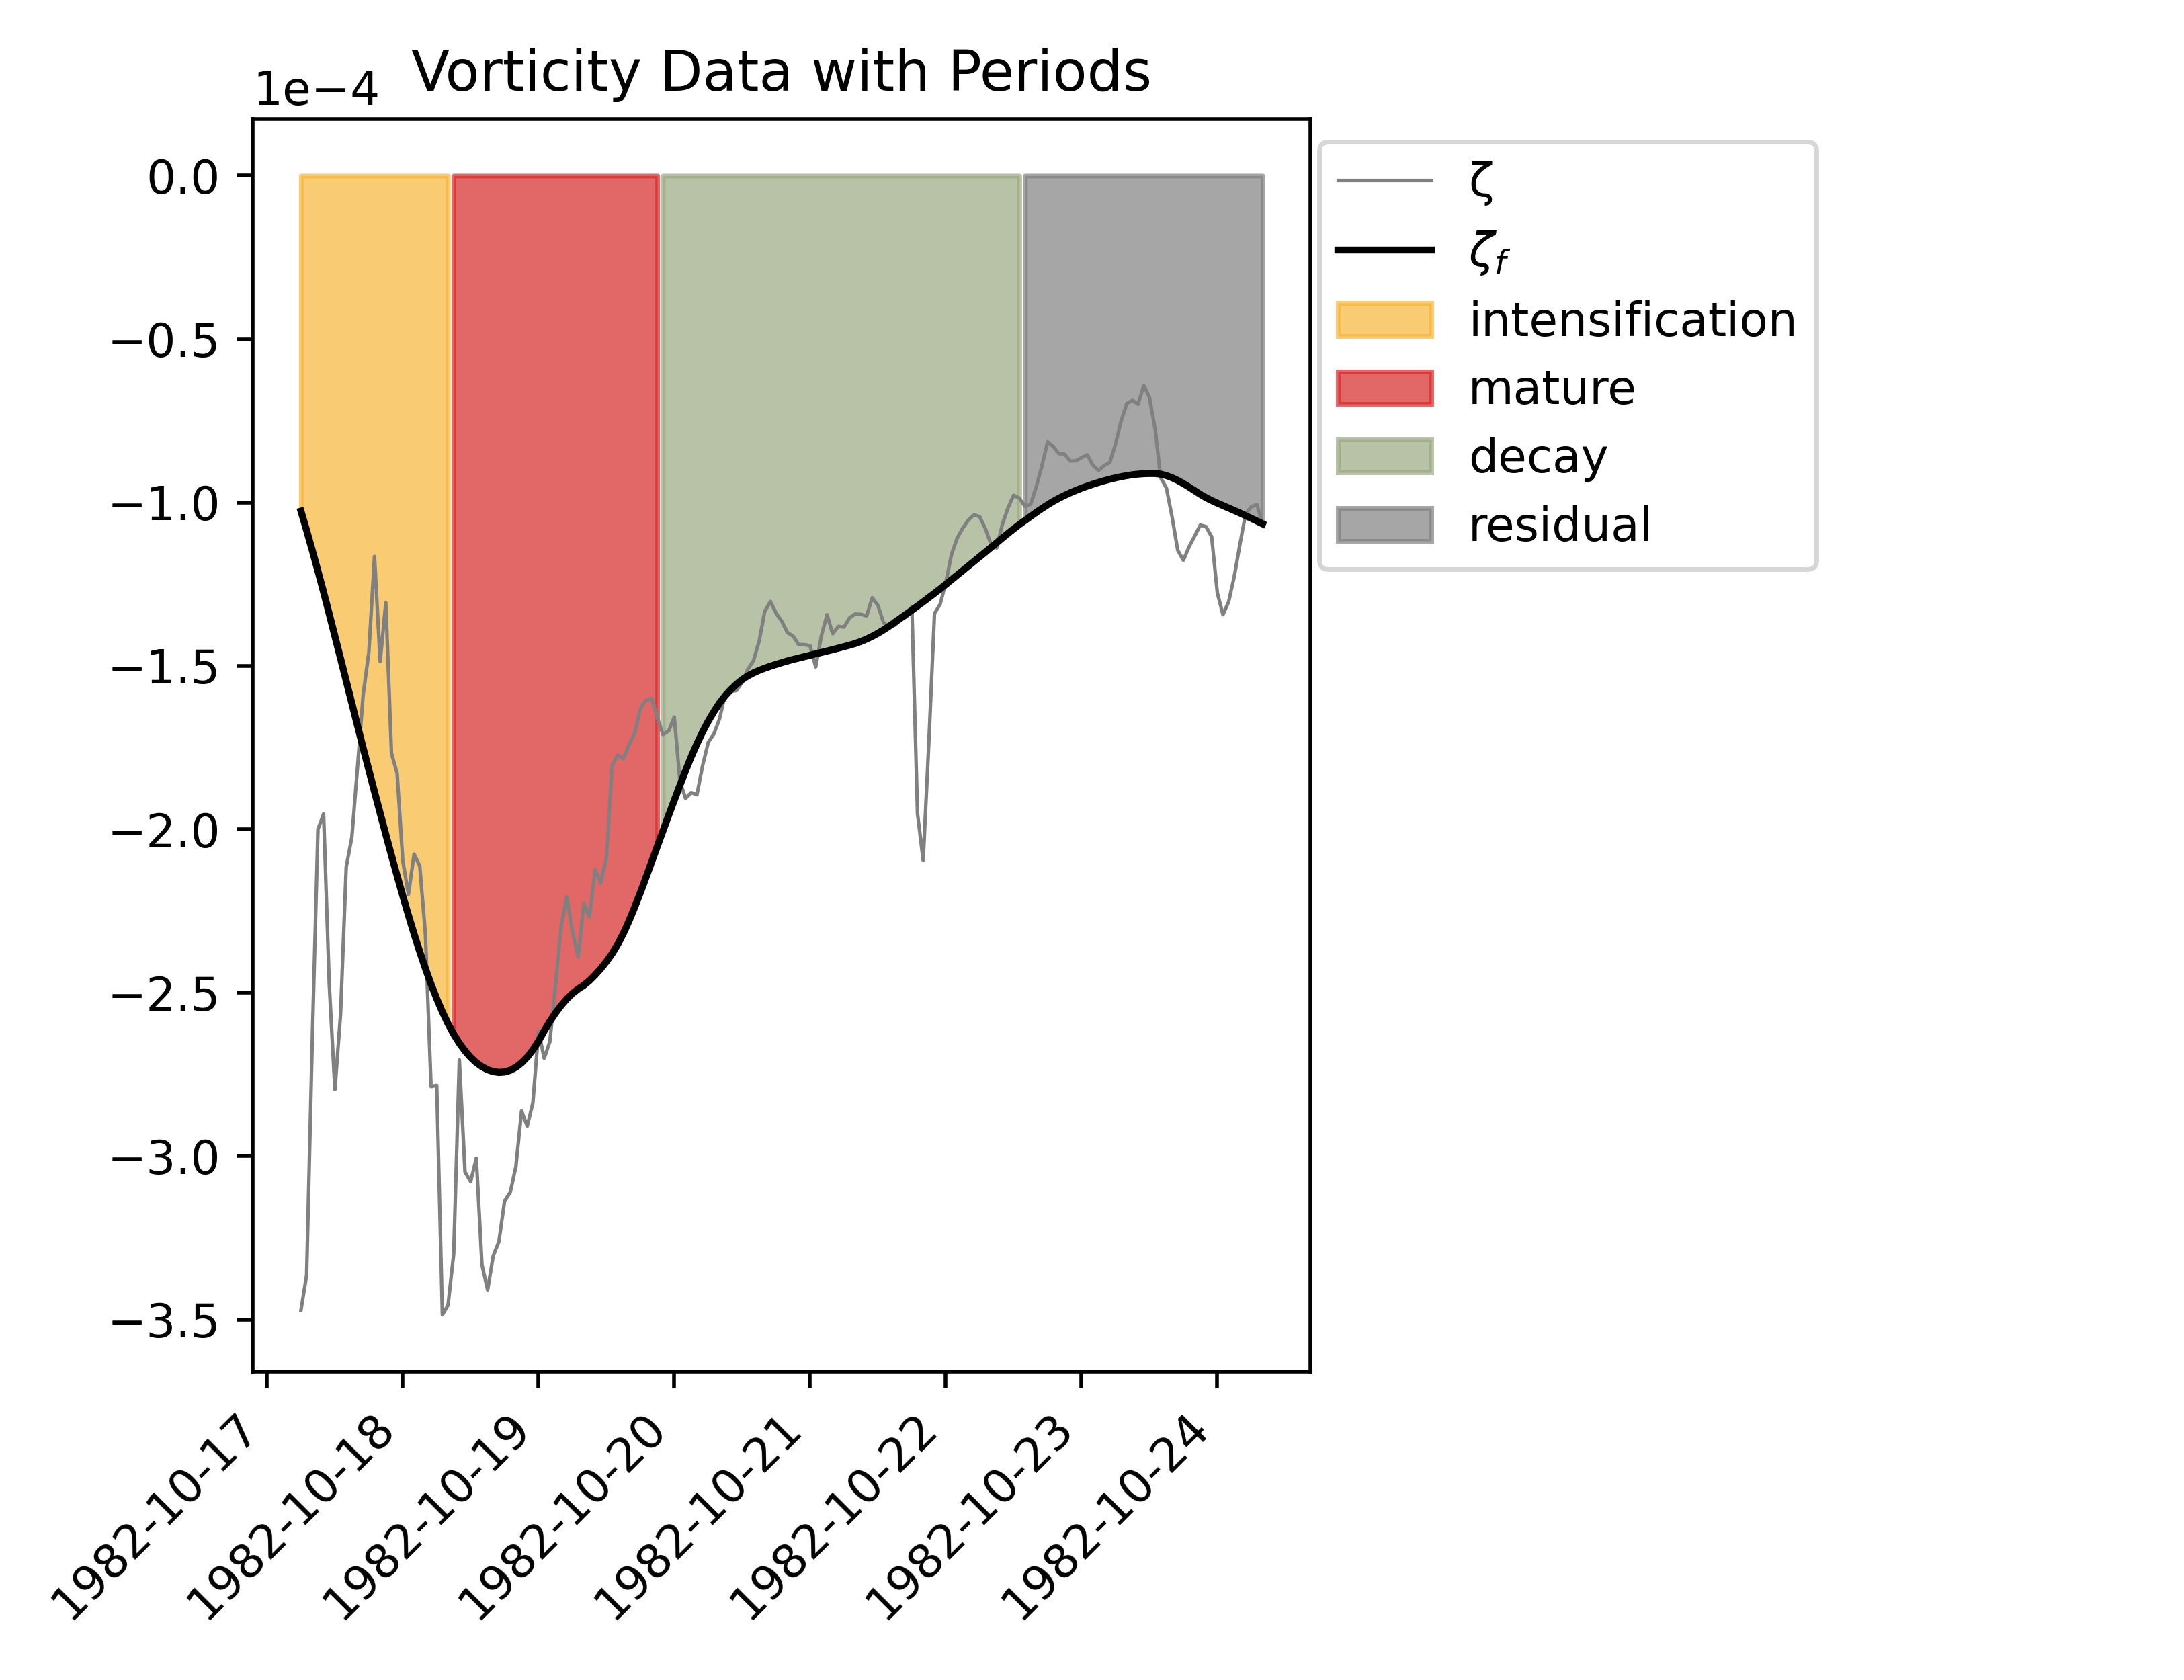 Vorticity Data with Periods
1e−4
0.0
−0.5
−1.0
−1.5
−2.0
−2.5
−3.0
−3.5
1982-10-17
1982-10-18
1982-10-19
1982-10-20
1982-10-21
1982-10-22
1982-10-23
1982-10-24
ζ
ζf
intensification
mature
decay
residual